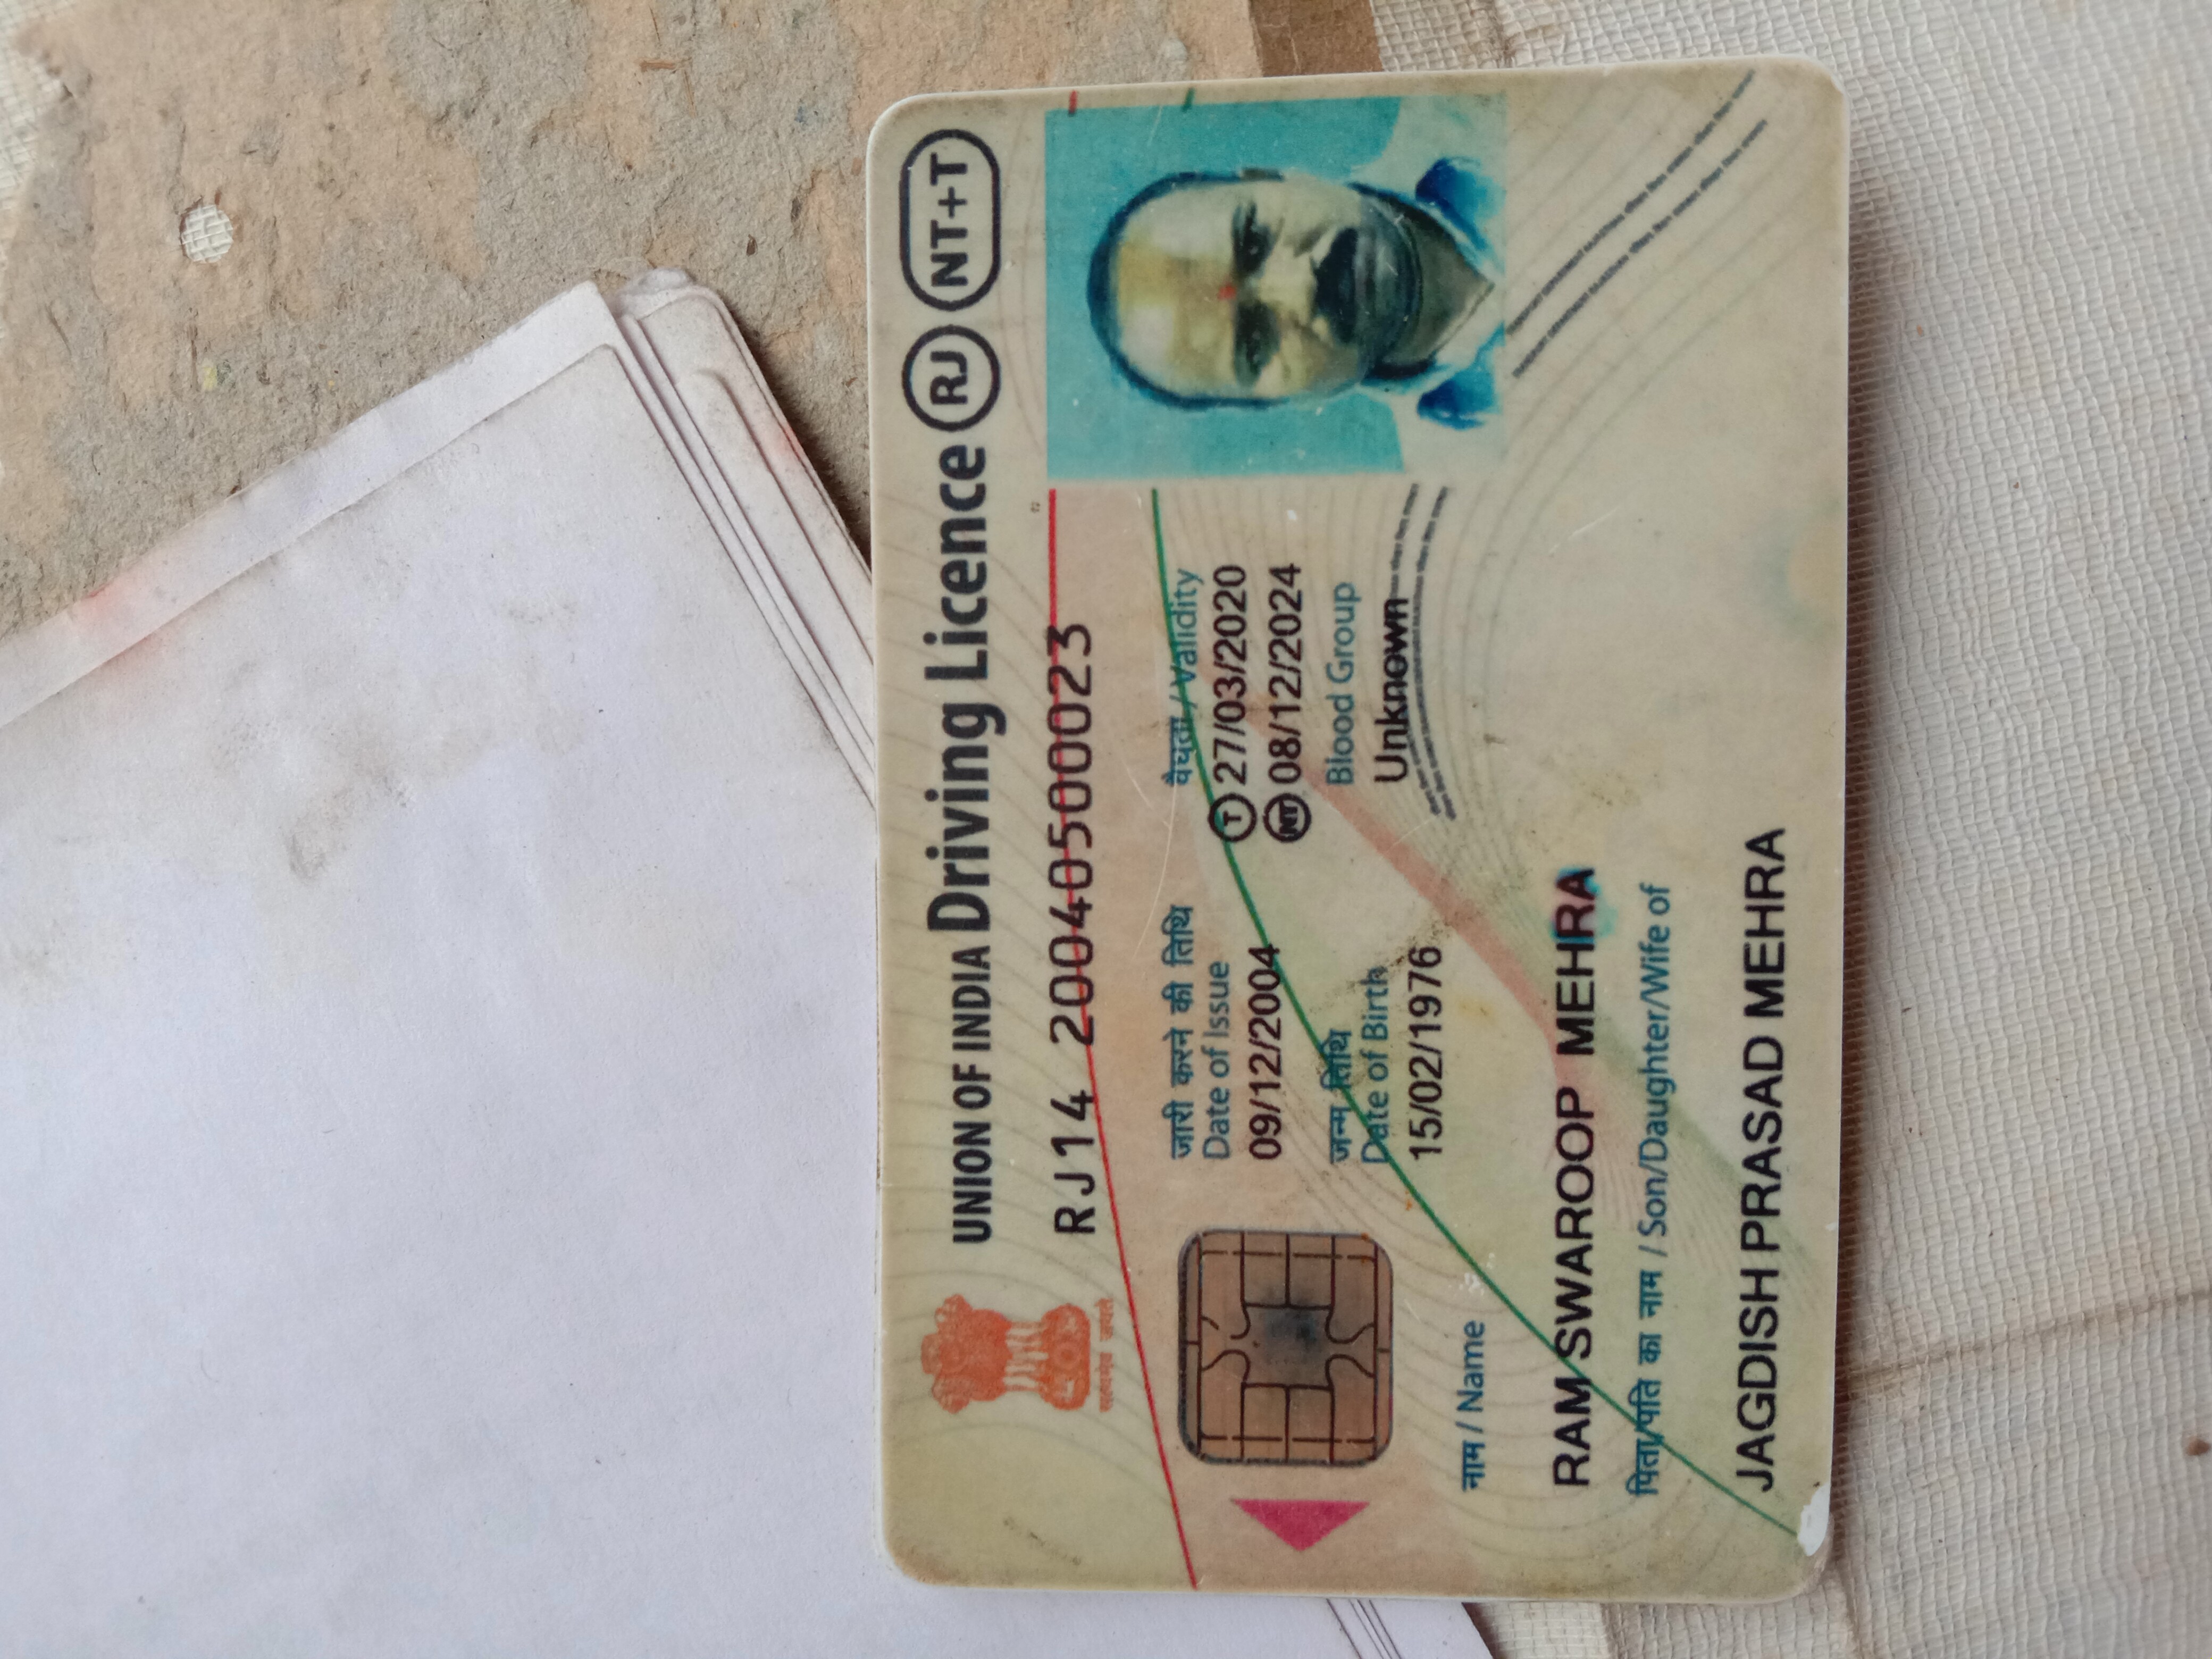 UNION OF INDIA Driving Licence RJ NT+T
सत्यमेव जयते
RJ14 20040500023
जारी करने की तिथि
Date of Issue
09/12/2004
वैधता / Validity
T 27/03/2020
NT 08/12/2024
जन्म तिथि
Date of Birth
15/02/1976
Blood Group
Unknown
नाम / Name
RAM SWAROOP MEHRA
पिता/पति का नाम / Son/Daughter/Wife of
JAGDISH PRASAD MEHRA